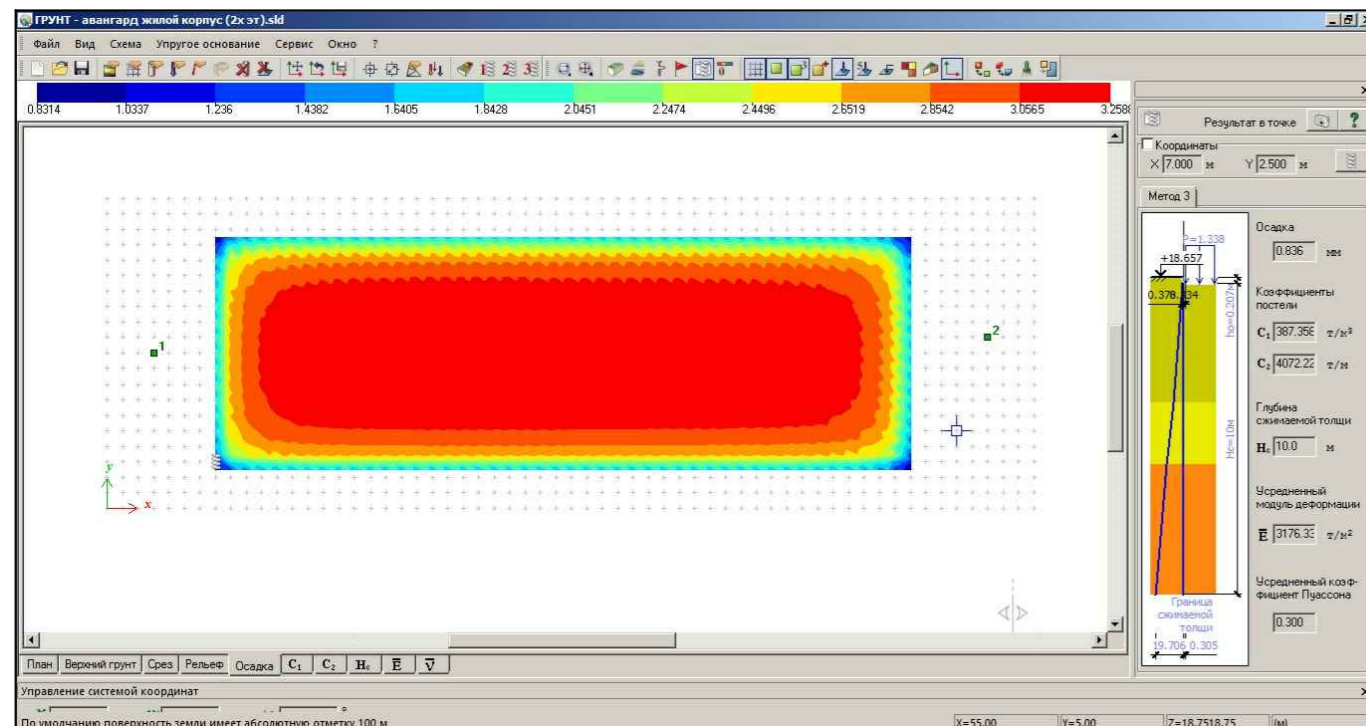 ГРУНТ - авангард жилой корпус (2х эт).sld
Файл Вид Схема Упругое основание Сервис Окно ?
0.8314 1.0337 1.236 1.4382 1.6405 1.8428 2.0451 2.2474 2.4496 2.6519 2.8542 3.0565 3.258
Результат в точке ?
Координаты
X 7.000 м Y 2.500 м
Метод 3
P=1.338
+18.657
ho=0.207м
Hc=10м
Граница
сжимаемой
толщи
19.706 0.305
Осадка
0.836 мм
Коэффициенты
постели
C₁ 387.356 т/м³
C₂ 4072.22 т/м
Глубина
сжимаемой толщи
Hc 10.0 м
Усредненный
модуль деформации
E̅ 3176.33 т/м²
Усредненный коэф-
фициент Пуассона
0.300
1
2
y
x
План Верхний грунт Срез Рельеф Осадка C₁ C₂ Hc E̅ V̅
Управление системой координат
По умолчанию поверхность земли имеет абсолютную отметку 100 м
X=55.00 Y=5.00 Z=18.7518.75 (м)